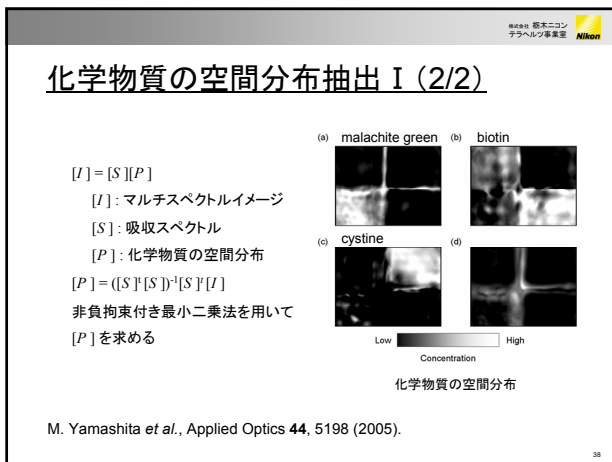 株式会社 栃木ニコン
テラヘルツ事業室
Nikon
化学物質の空間分布抽出 I (2/2)
[I] = [S][P]
[I] : マルチスペクトルイメージ
[S] : 吸収スペクトル
[P] : 化学物質の空間分布
[P] = ([S]ᵗ[S])⁻¹[S]ᵗ[I]
非負拘束付き最小二乗法を用いて
[P] を求める
(a) malachite green (b) biotin
(c) cystine (d)
Low High
Concentration
化学物質の空間分布
M. Yamashita et al., Applied Optics 44, 5198 (2005).
38